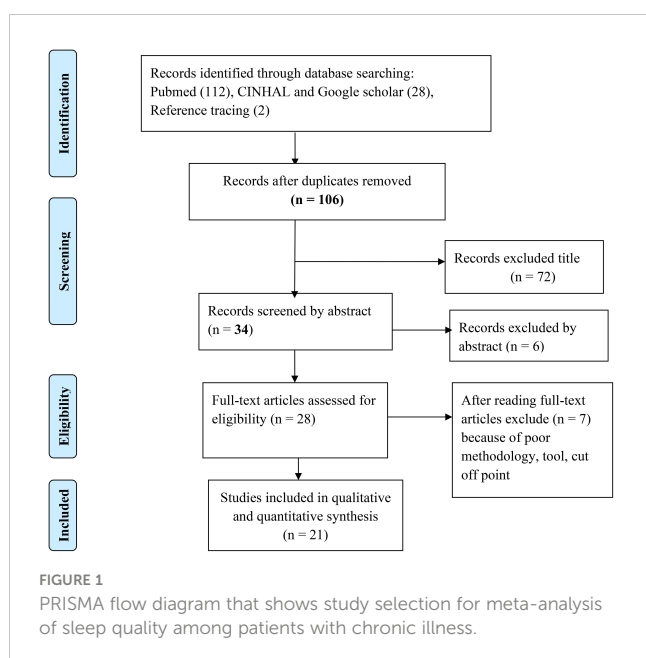 Identification
Records identified through database searching:
Pubmed (112), CINHAL and Google scholar (28),
Reference tracing (2)
Records after duplicates removed
(n = 106)
Screening
Records excluded title
(n = 72)
Records screened by abstract
(n = 34)
Records excluded by
abstract (n = 6)
Eligibility
Full-text articles assessed for
eligibility (n = 28)
After reading full-text
articles exclude (n = 7)
because of poor
methodology, tool, cut
off point
Included
Studies included in qualitative
and quantitative synthesis
(n = 21)
FIGURE 1
PRISMA flow diagram that shows study selection for meta-analysis
of sleep quality among patients with chronic illness.